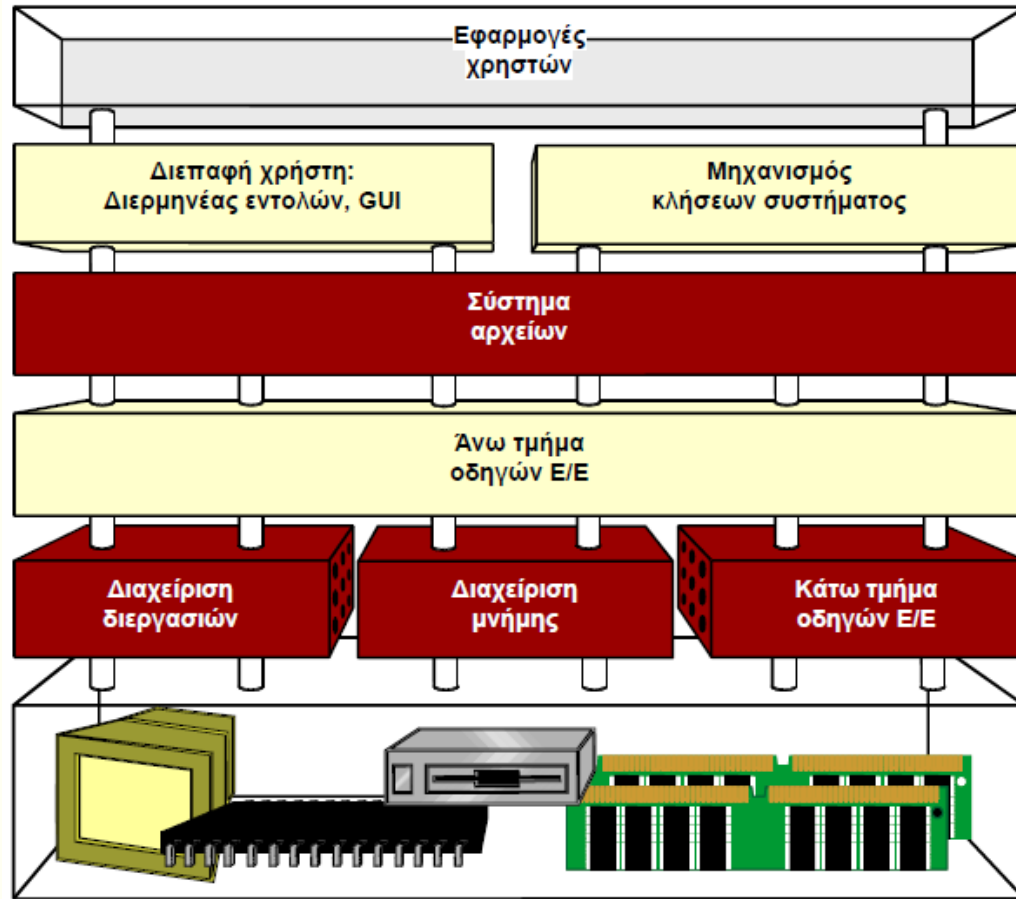 Εφαρμογές
χρηστών
Διεπαφή χρήστη:
Διερμηνέας εντολών, GUI
Μηχανισμός
κλήσεων συστήματος
Σύστημα
αρχείων
Άνω τμήμα
οδηγών Ε/Ε
Διαχείριση
διεργασιών
Διαχείριση
μνήμης
Κάτω τμήμα
οδηγών Ε/Ε